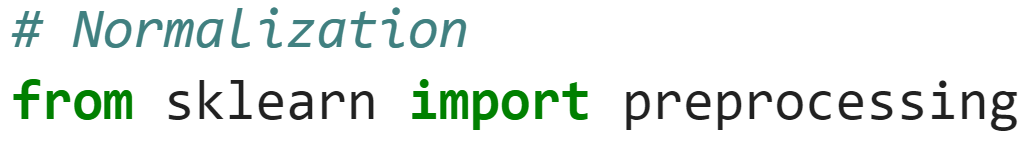 # Normalization
from sklearn import preprocessing